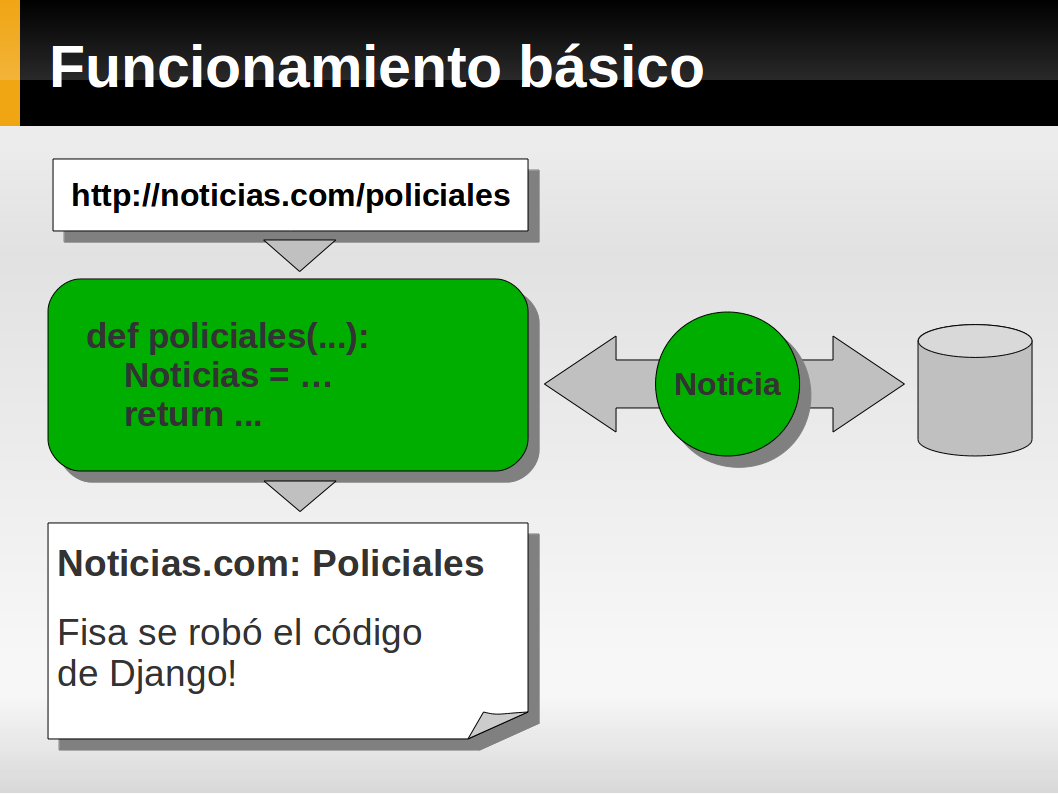 Funcionamiento básico
http://noticias.com/policiales
def policiales(...):
Noticias = …
return ...
Noticia
Noticias.com: Policiales
Fisa se robó el código
de Django!